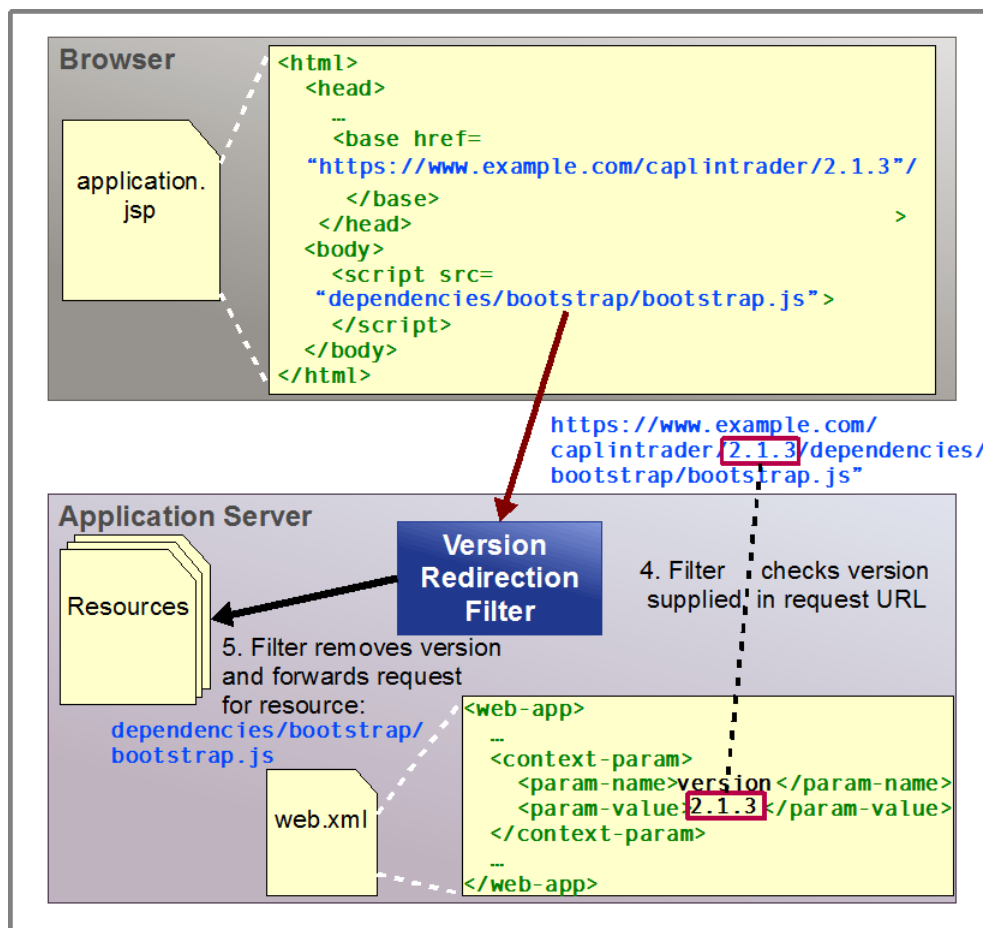 Browser
application.
jsp
<html>
<head>
…
<base href=
“https://www.example.com/caplintrader/2.1.3”/
</base>
</head>
>
<body>
<script src=
“dependencies/bootstrap/bootstrap.js”>
</script>
</body>
</html>
https://www.example.com/
caplintrader/2.1.3/dependencies/
bootstrap/bootstrap.js”
Application Server
Resources
Version
Redirection
Filter
4. Filter checks version
supplied in request URL
5. Filter removes version
and forwards request
for resource:
dependencies/bootstrap/
bootstrap.js
web.xml
<web-app>
…
<context-param>
<param-name>version</param-name>
<param-value>2.1.3</param-value>
</context-param>
…
</web-app>